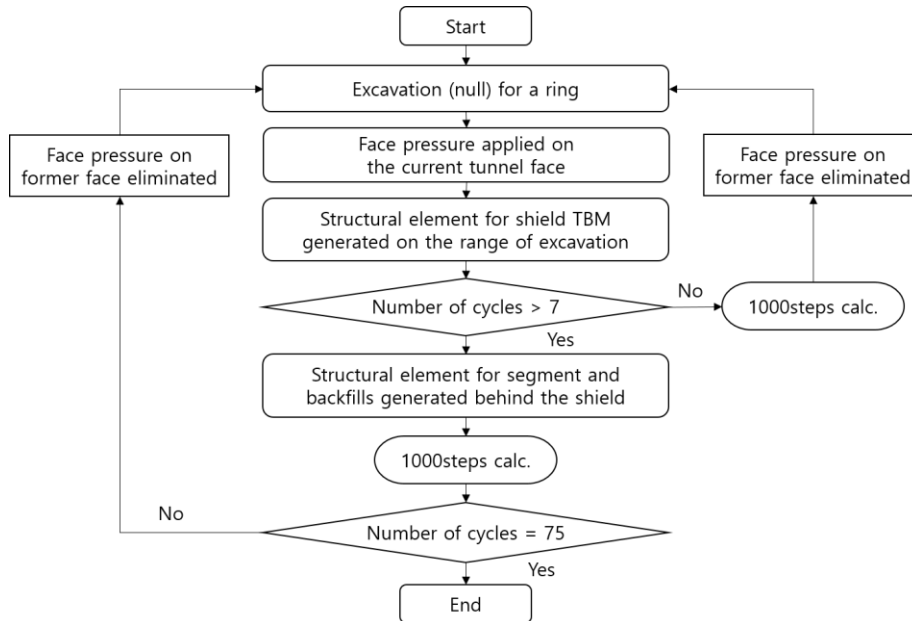 Start
Excavation (null) for a ring
Face pressure on
former face eliminated
Face pressure applied on
the current tunnel face
Face pressure on
former face eliminated
Structural element for shield TBM
generated on the range of excavation
Number of cycles > 7
No
1000steps calc.
Yes
Structural element for segment and
backfills generated behind the shield
1000steps calc.
No
Number of cycles = 75
Yes
End